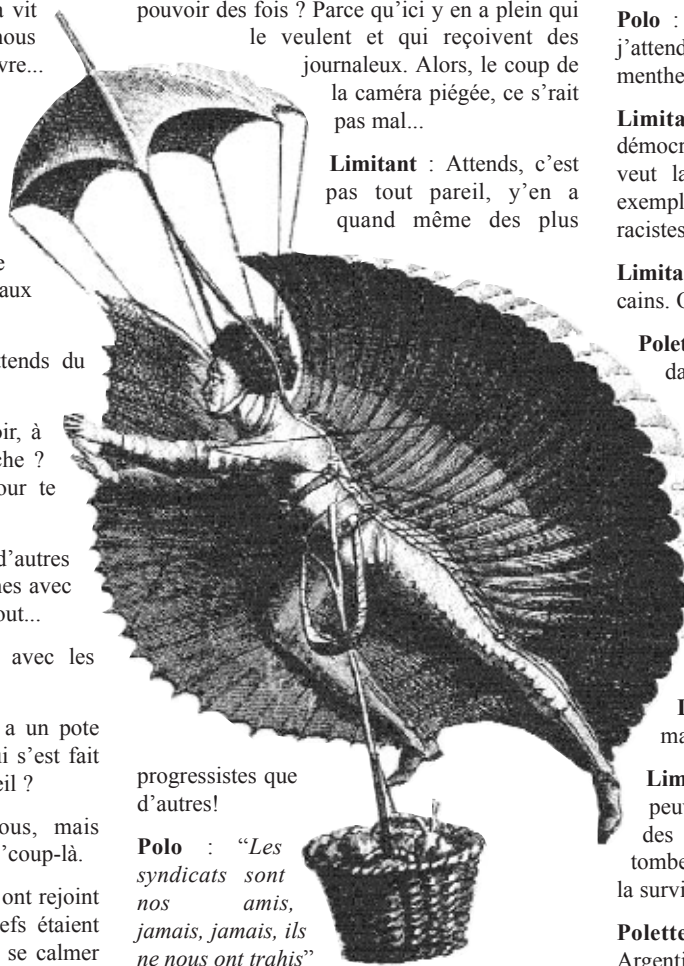 vit
nous
vre...
e
aux
ttends du
oir, à
che ?
our te
d'autres
nes avec
out...
avec les
a un pote
ui s'est fait
eil ?
ous, mais
'coup-là.
ont rejoint
efs étaient
se calmer
pouvoir des fois ? Parce qu'ici y en a plein qui
le veulent et qui reçoivent des
journaleux. Alors, le coup de
la caméra piégée, ce s'rait
pas mal...
Limitant : Attends, c'est
pas tout pareil, y'en a
quand même des plus
progressistes que
d'autres!
Polo : “Les
syndicats sont
nos amis,
jamais, jamais, ils
ne nous ont trahis”
Polo :
j'attend
menthe
Limita
démocr
veut la
exempl
racistes
Limita
cains. O
Polet
da
L
ma
Lim
peu
des
tombe
la survi
Polette
Argenti